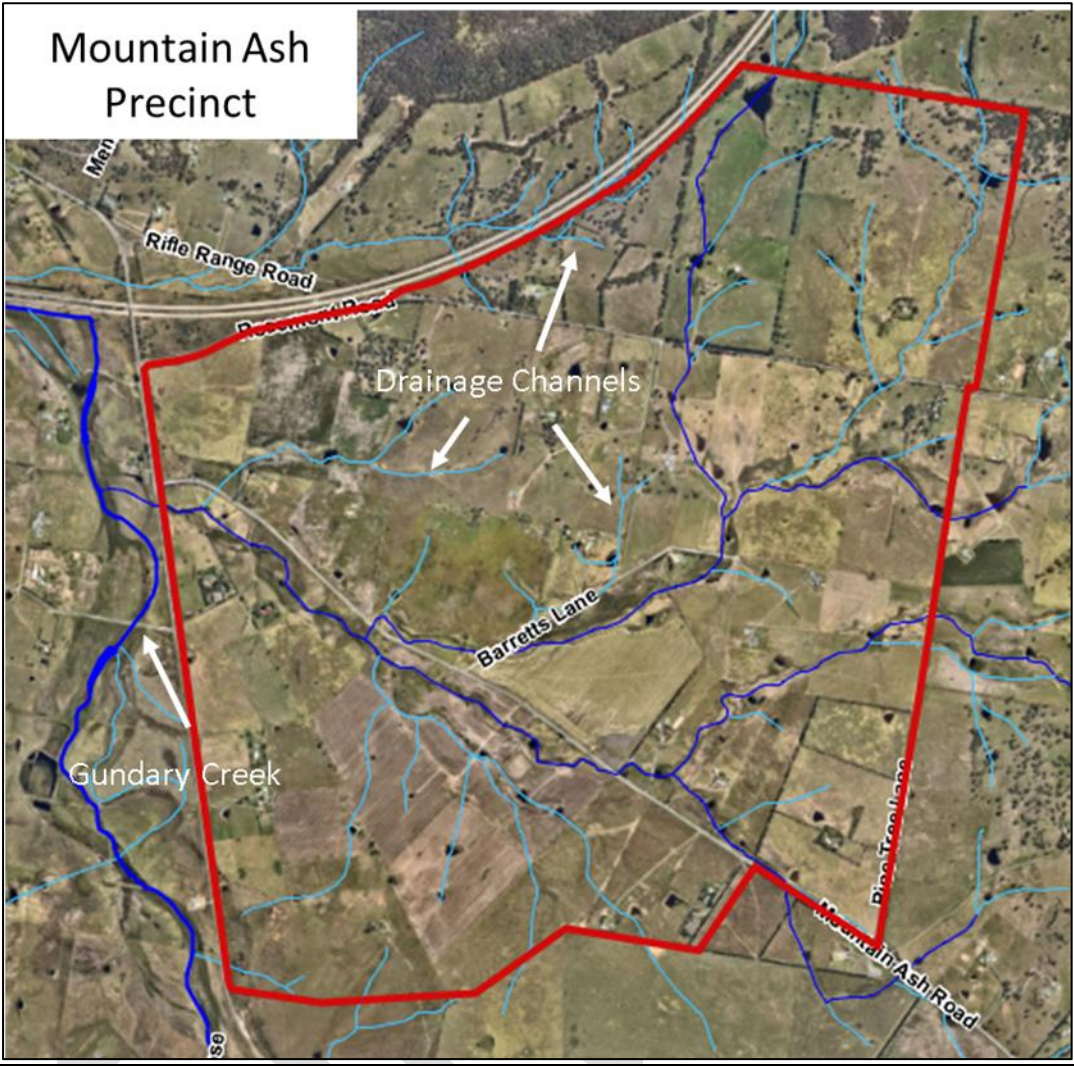 Mountain Ash
Precinct
Rifle Range Road
Rosemont Road
Drainage Channels
Barretts Lane
Gundary Creek
Pine Tree Lane
Mountain Ash Road